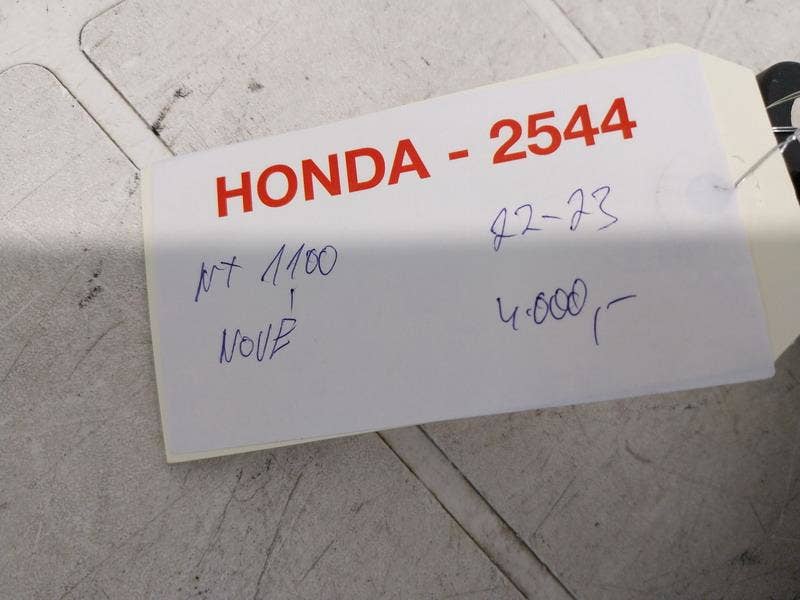 HONDA - 2544
NT 1100 22-23
NOVÉ 4.000,-